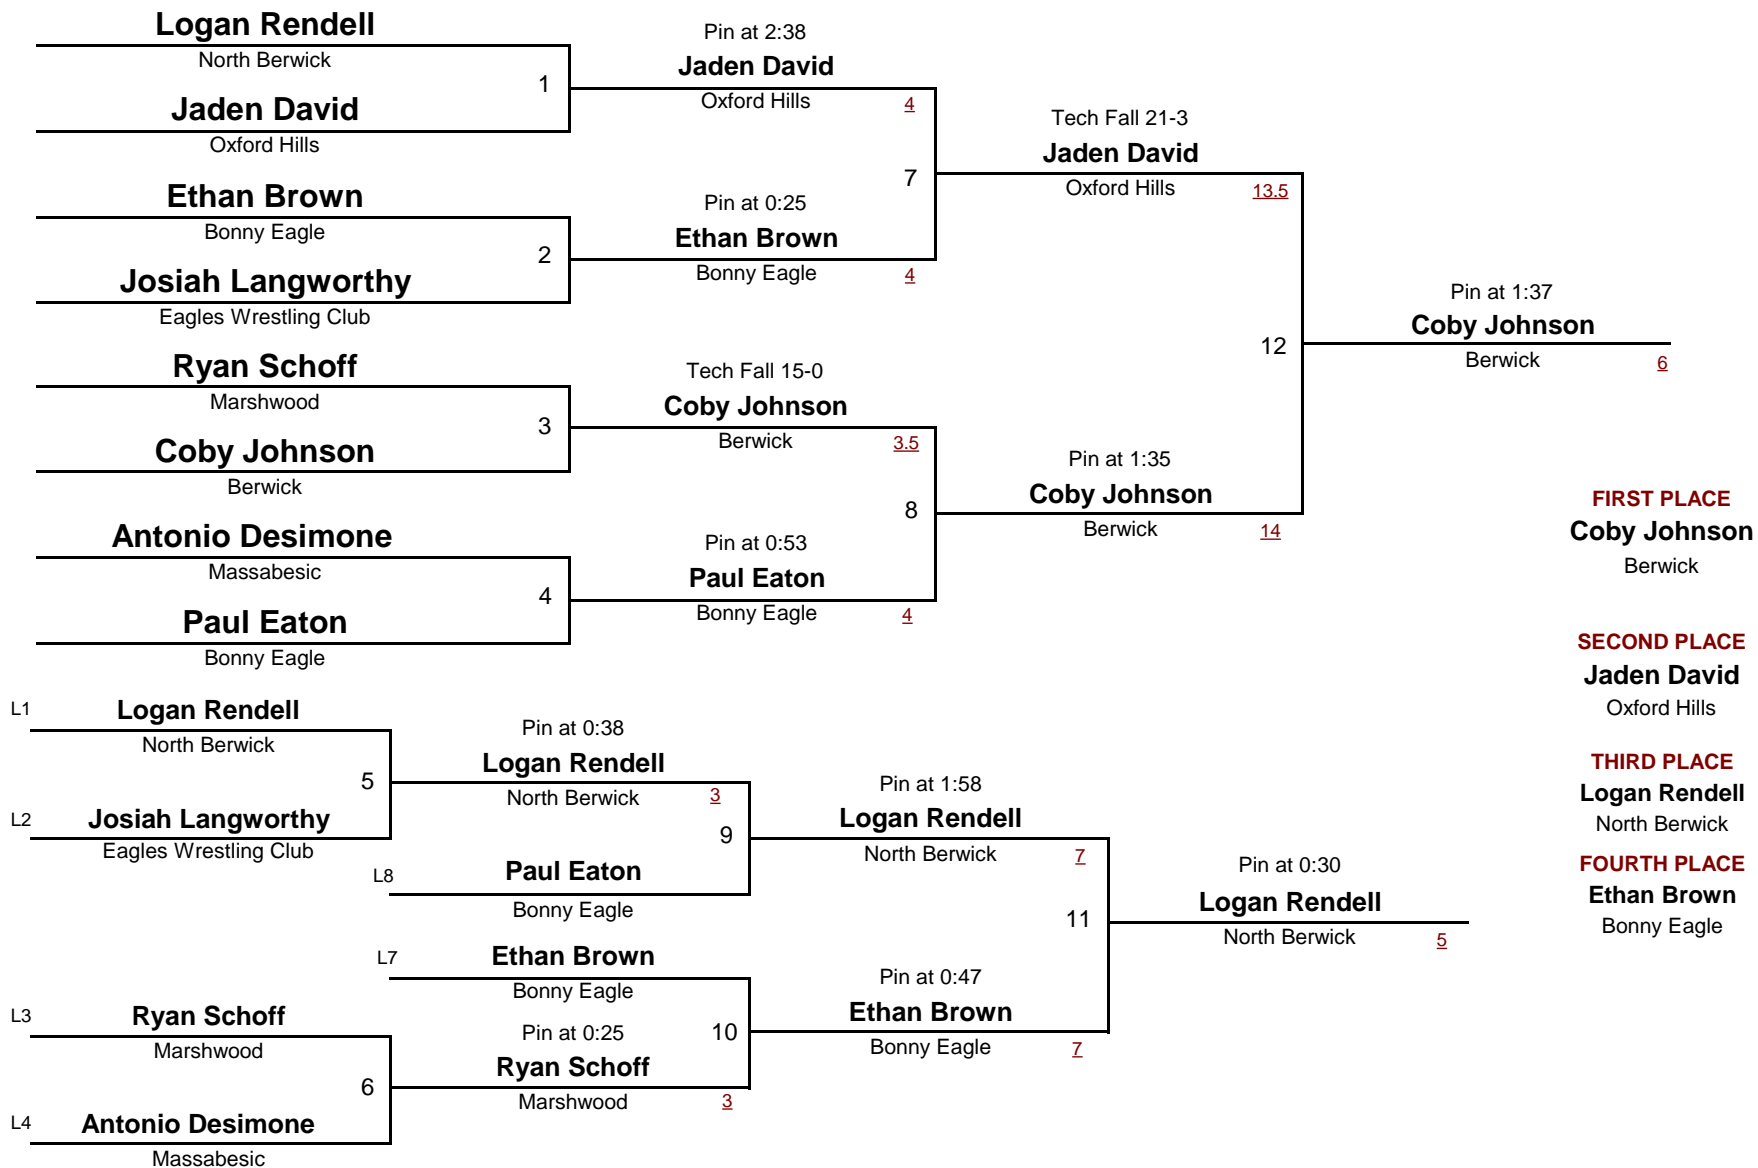 Logan Rendell
North Berwick
1
Jaden David
Oxford Hills
Ethan Brown
Bonny Eagle
2
Josiah Langworthy
Eagles Wrestling Club
Ryan Schoff
Marshwood
3
Coby Johnson
Berwick
Antonio Desimone
Massabesic
4
Paul Eaton
Bonny Eagle
Pin at 2:38
Jaden David
Oxford Hills 4
7
Pin at 0:25
Ethan Brown
Bonny Eagle 4
Tech Fall 15-0
Coby Johnson
Berwick 3.5
8
Pin at 0:53
Paul Eaton
Bonny Eagle 4
Tech Fall 21-3
Jaden David
Oxford Hills 13.5
12
Pin at 1:35
Coby Johnson
Berwick 14
Pin at 1:37
Coby Johnson
Berwick 6
L1 Logan Rendell
North Berwick
5
L2 Josiah Langworthy
Eagles Wrestling Club
L3 Ryan Schoff
Marshwood
6
L4 Antonio Desimone
Massabesic
Pin at 0:38
Logan Rendell
North Berwick 3
9
L8 Paul Eaton
Bonny Eagle
L7 Ethan Brown
Bonny Eagle
10
Pin at 0:25
Ryan Schoff
Marshwood 3
Pin at 1:58
Logan Rendell
North Berwick 7
11
Pin at 0:47
Ethan Brown
Bonny Eagle 7
Pin at 0:30
Logan Rendell
North Berwick 5
FIRST PLACE
Coby Johnson
Berwick
SECOND PLACE
Jaden David
Oxford Hills
THIRD PLACE
Logan Rendell
North Berwick
FOURTH PLACE
Ethan Brown
Bonny Eagle